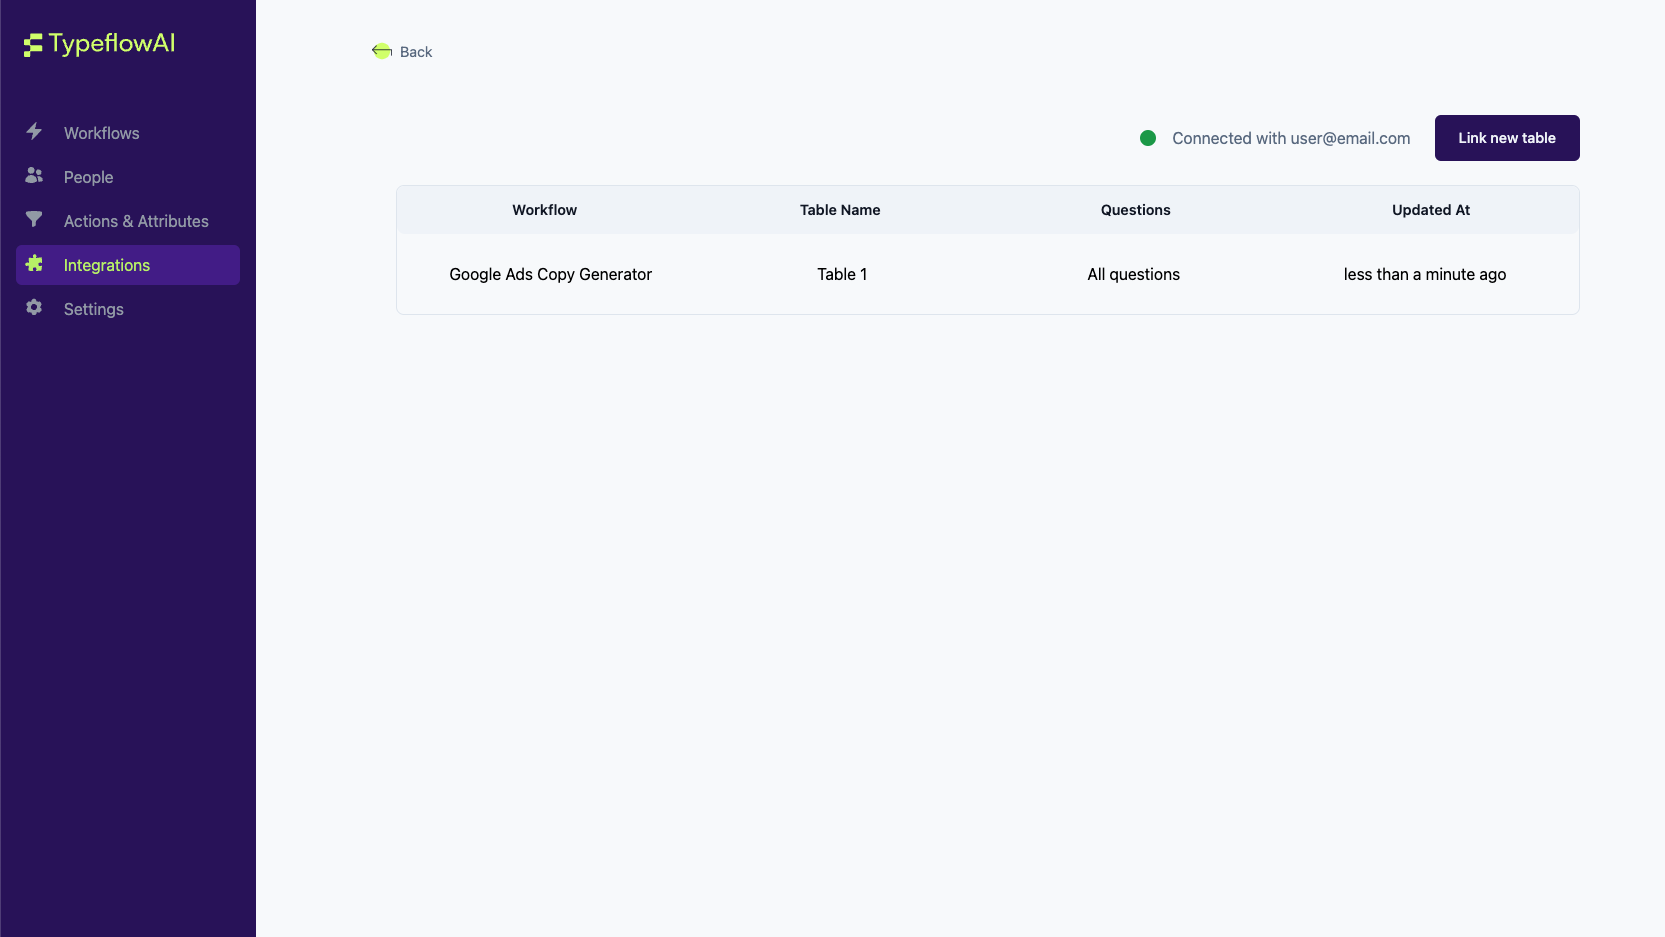 TypeflowAI
Workflows
People
Actions & Attributes
Integrations
Settings
Back
Connected with user@email.com
Link new table
Workflow Table Name Questions Updated At
Google Ads Copy Generator Table 1 All questions less than a minute ago